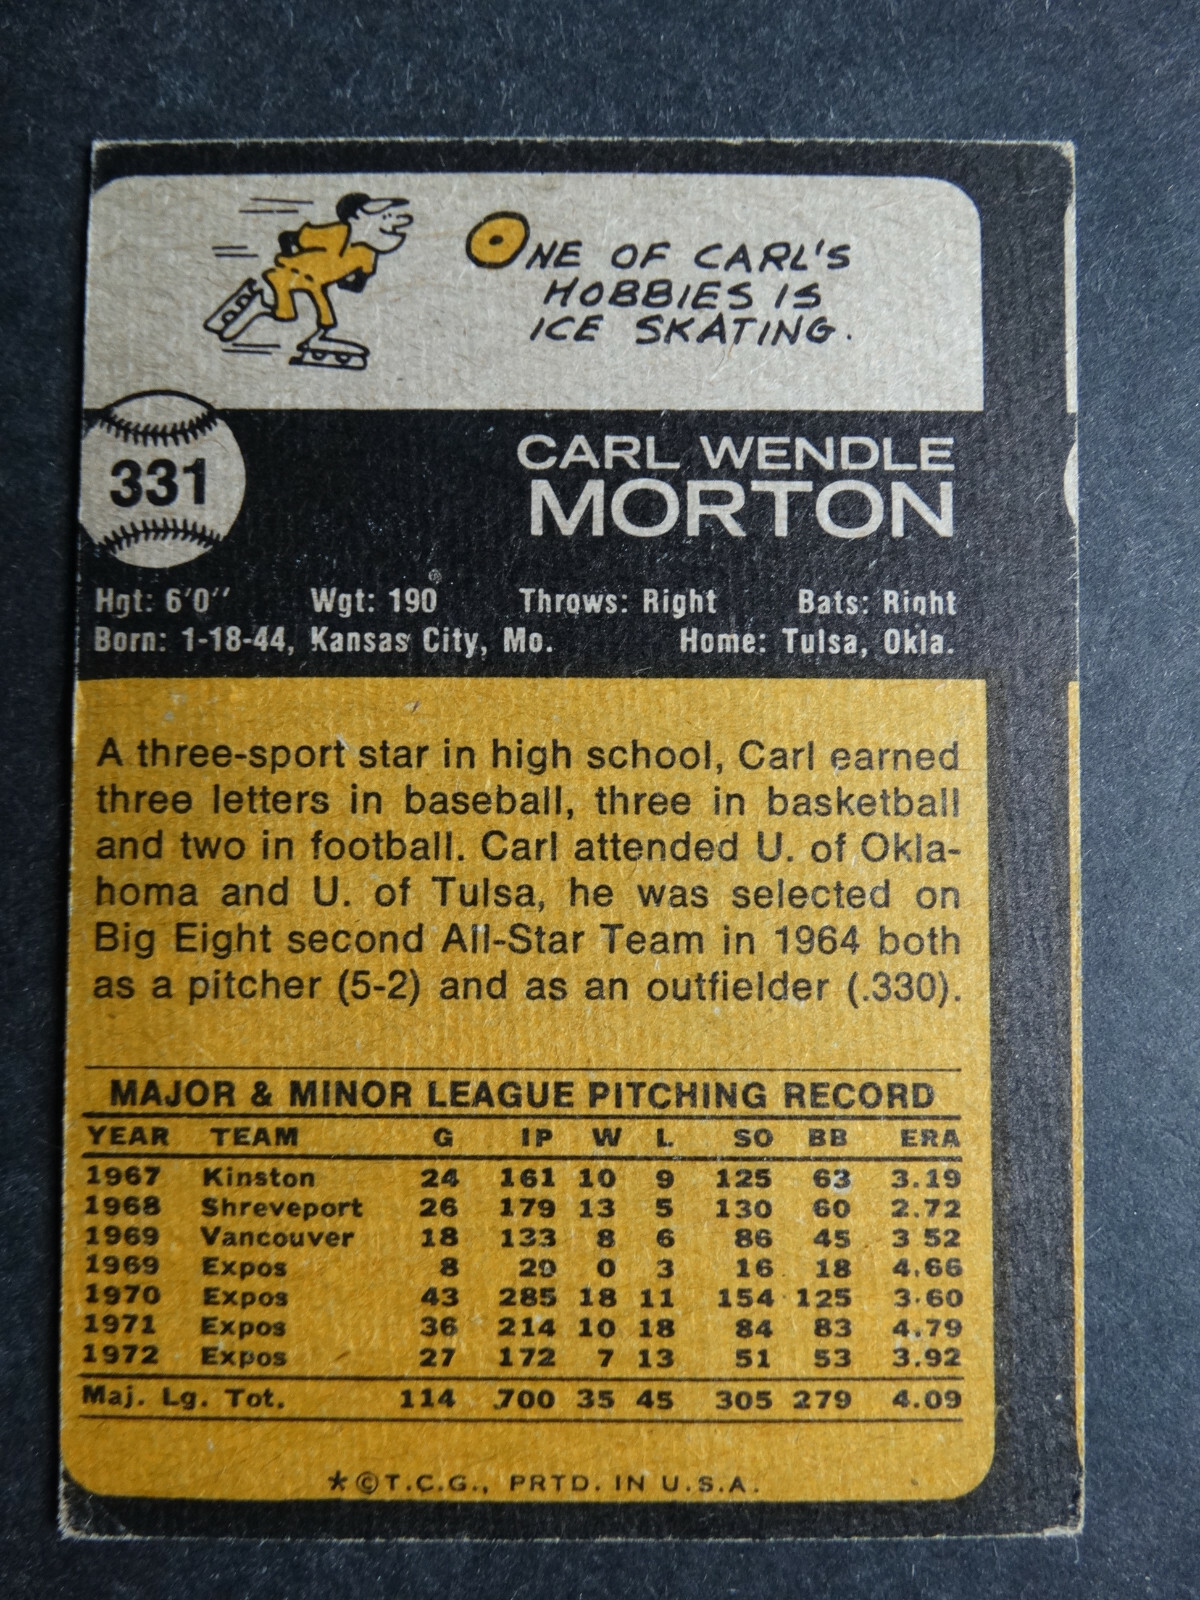 ONE OF CARL'S
HOBBIES IS
ICE SKATING.
331
CARL WENDLE
MORTON
Hgt: 6'0" Wgt: 190 Throws: Right Bats: Right
Born: 1-18-44, Kansas City, Mo. Home: Tulsa, Okla.
A three-sport star in high school, Carl earned
three letters in baseball, three in basketball
and two in football. Carl attended U. of Okla-
homa and U. of Tulsa, he was selected on
Big Eight second All-Star Team in 1964 both
as a pitcher (5-2) and as an outfielder (.330).
MAJOR & MINOR LEAGUE PITCHING RECORD
YEAR TEAM G IP W L SO BB ERA
1967 Kinston 24 161 10 9 125 63 3.19
1968 Shreveport 26 179 13 5 130 60 2.72
1969 Vancouver 18 133 8 6 86 45 3 52
1969 Expos 8 29 0 3 16 18 4.66
1970 Expos 43 285 18 11 154 125 3.60
1971 Expos 36 214 10 18 84 83 4.79
1972 Expos 27 172 7 13 51 53 3.92
Maj. Lg. Tot. 114 700 35 45 305 279 4.09
*©T.C.G., PRTD. IN U.S.A.